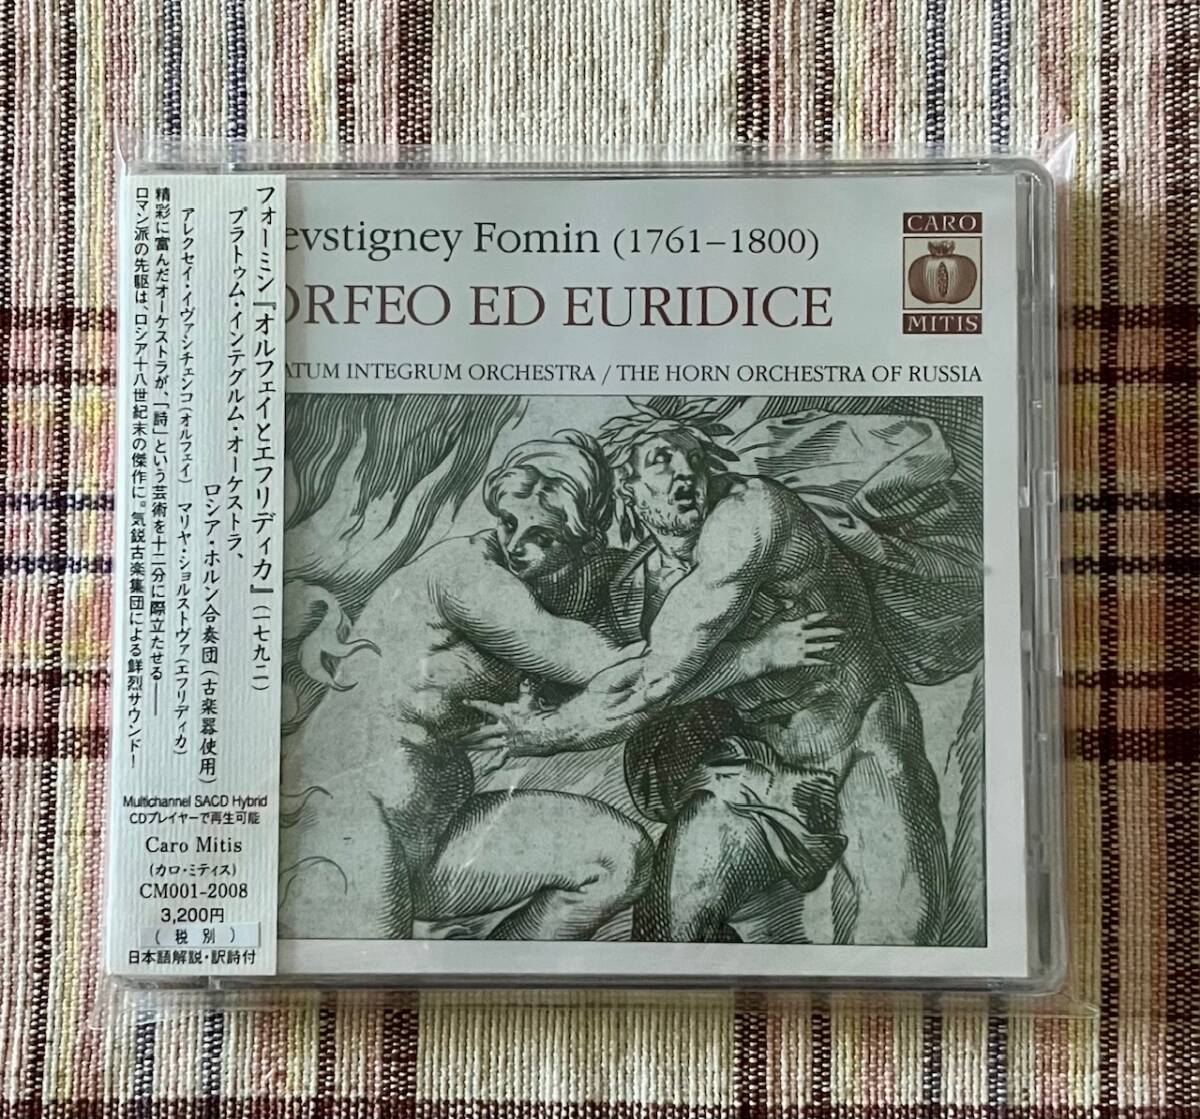 フォーミン『オルフェイとエフリディカ』(一七九二)
プラトゥム・インテグルム・オーケストラ、
ロシア・ホルン合奏団(古楽器使用)
アレクセイ・イヴァシチェンコ(オルフェイ) マリヤ・ショルストヴァ(エフリディカ)
精彩に富んだオーケストラが、「詩」という芸術を十二分に際立たせる――
ロマン派の先駆は、ロシア十八世紀末の傑作に。気鋭古楽集団による鮮烈サウンド!
Multichannel SACD Hybrid
CDプレイヤーで再生可能
Caro Mitis
(カロ・ミティス)
CM001-2008
3,200円
(税別)
日本語解説・訳詩付
evstigney Fomin (1761–1800)
ORFEO ED EURIDICE
ATUM INTEGRUM ORCHESTRA / THE HORN ORCHESTRA OF RUSSIA
CARO
MITIS